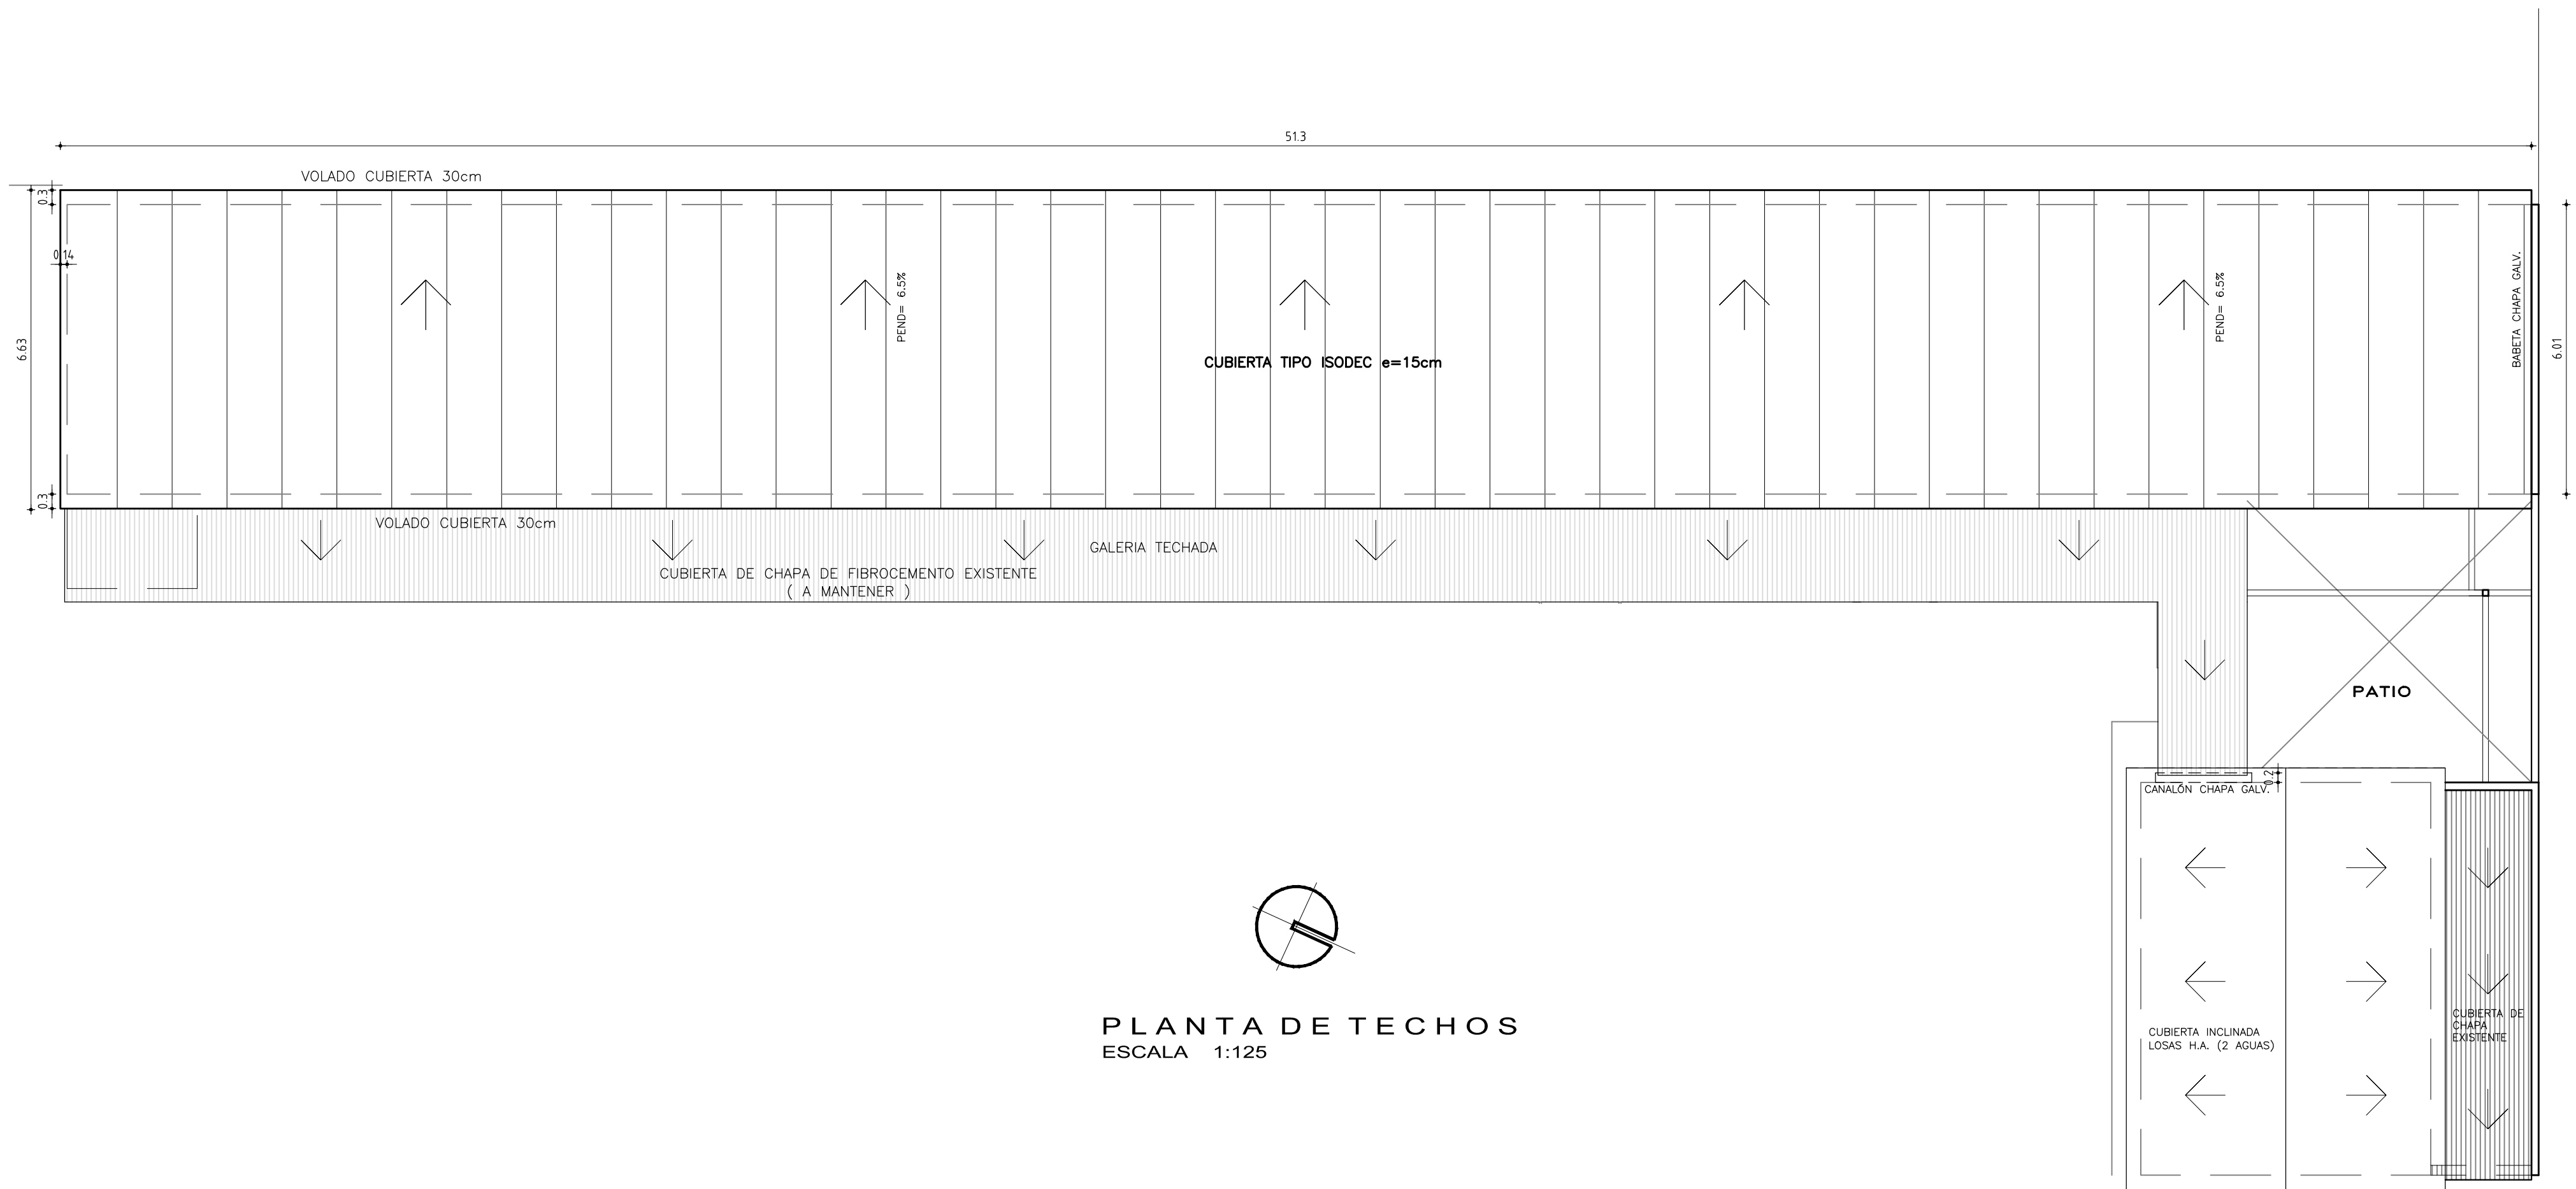 51.3
VOLADO CUBIERTA 30cm
0.3
0.14
6.63
0.3
PEND= 6.5%
CUBIERTA TIPO ISODEC e=15cm
PEND= 6.5%
BABETA CHAPA GALV.
6.01
VOLADO CUBIERTA 30cm
GALERIA TECHADA
CUBIERTA DE CHAPA DE FIBROCEMENTO EXISTENTE
( A MANTENER )
PATIO
0.2
CANALÓN CHAPA GALV.
CUBIERTA INCLINADA
LOSAS H.A. (2 AGUAS)
CUBIERTA DE
CHAPA
EXISTENTE
PLANTA DE TECHOS
ESCALA 1:125